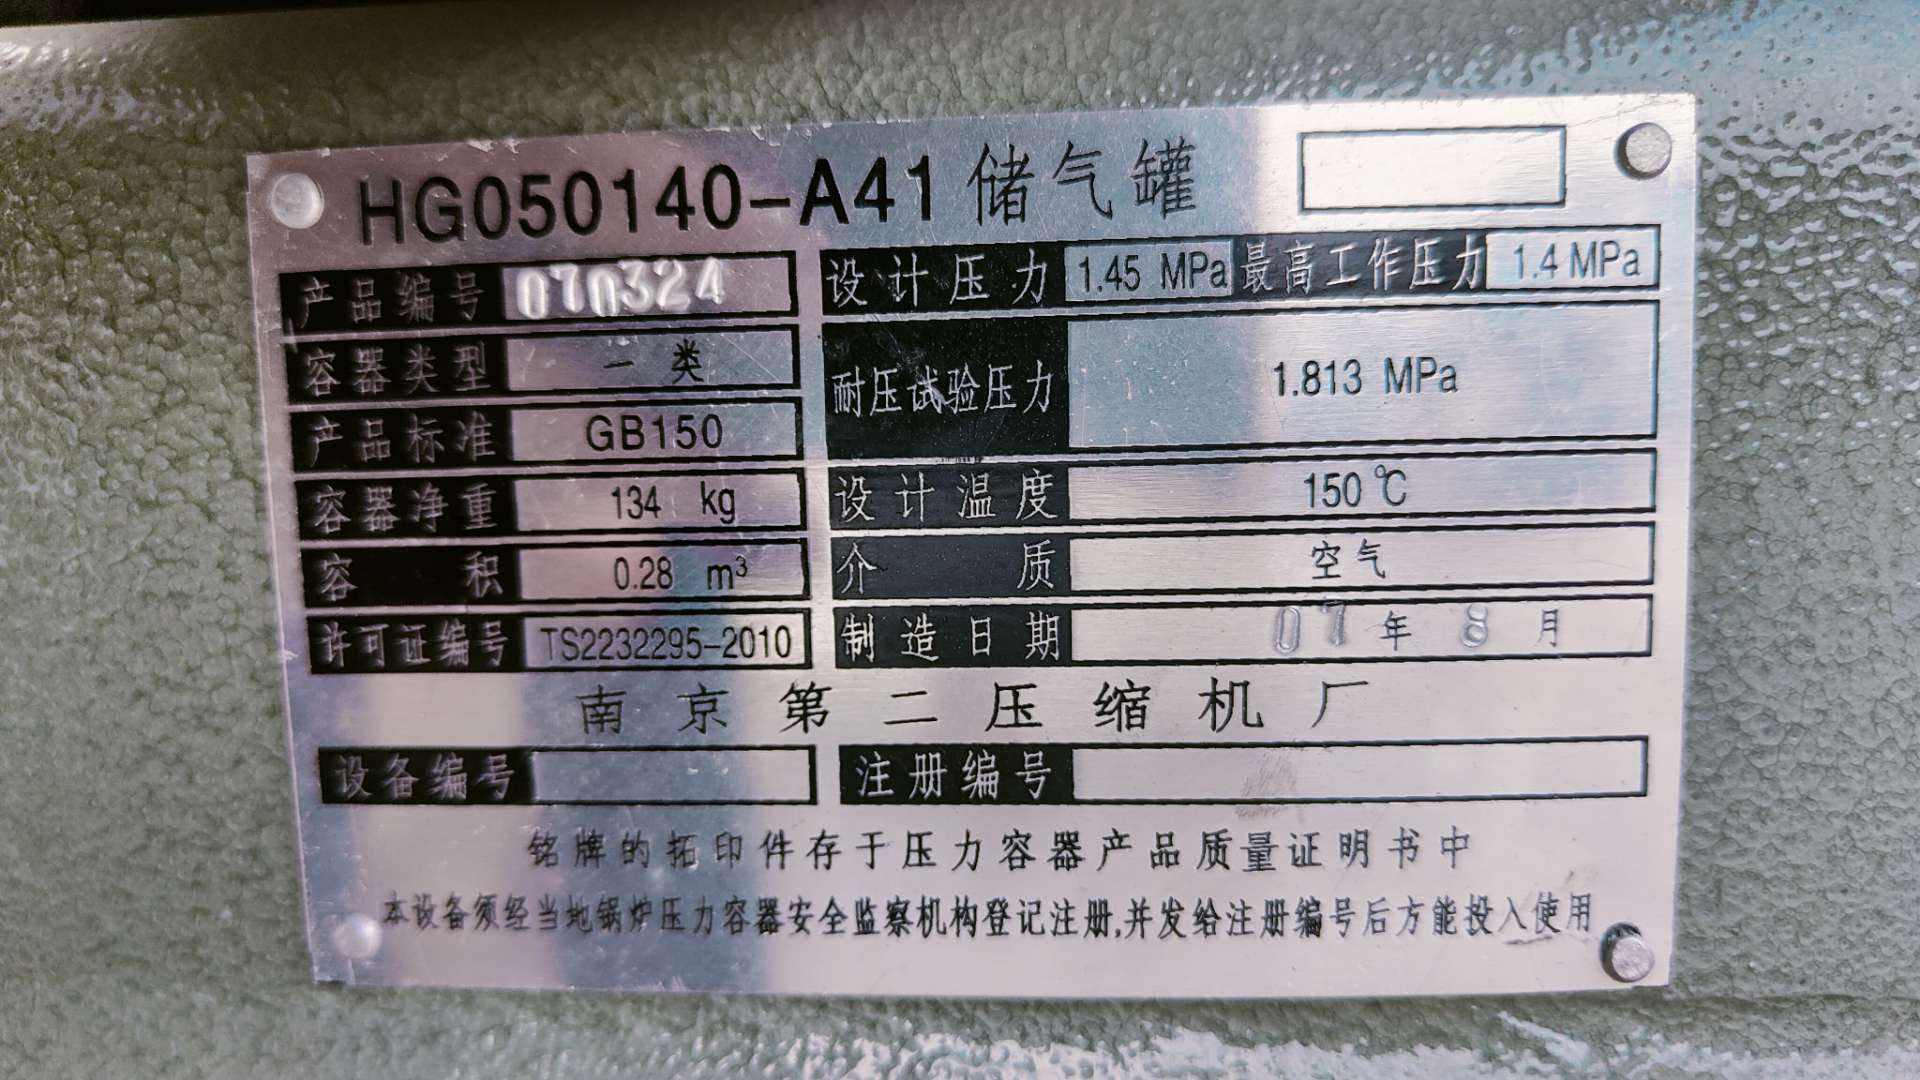 HG050140-A41 储气罐
产品编号 070324 设计压力 1.45 MPa 最高工作压力 1.4 MPa
容器类型 一类 耐压试验压力 1.813 MPa
产品标准 GB150
容器净重 134 kg 设计温度 150℃
容积 0.28 m³ 介质 空气
许可证编号 TS2232295-2010 制造日期 07年8月
南京第二压缩机厂
设备编号 注册编号
铭牌的拓印件存于压力容器产品质量证明书中
本设备须经当地锅炉压力容器安全监察机构登记注册,并发给注册编号后方能投入使用